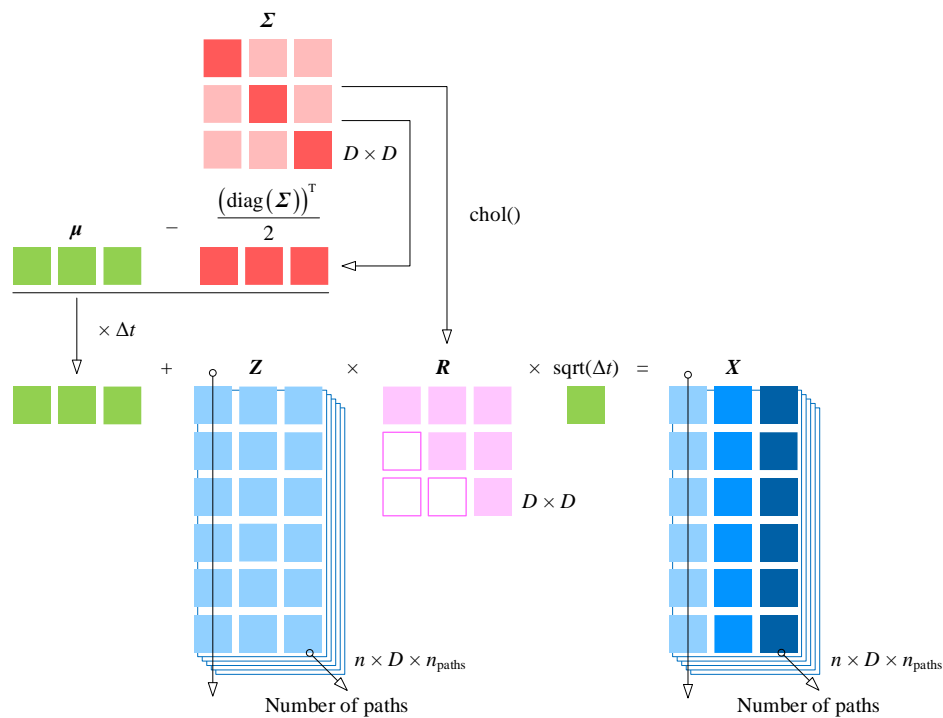 Σ
D × D
(diag(Σ))ᵀ
μ − 2
chol()
× Δt
+ Z × R × sqrt(Δt) = X
D × D
n × D × n_paths n × D × n_paths
Number of paths Number of paths